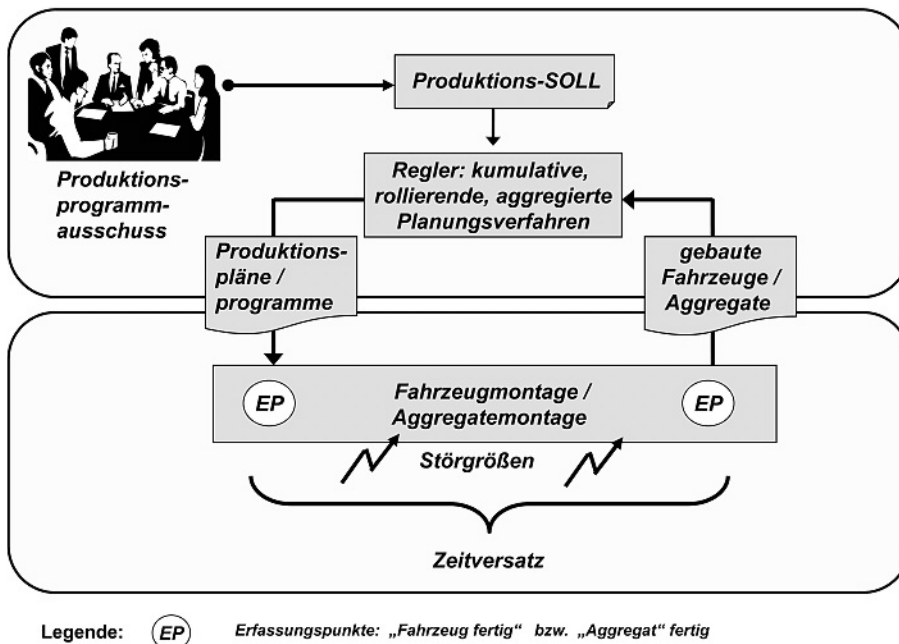 Produktions-SOLL
Produktions-
programm-
ausschuss
Regler: kumulative,
rollierende, aggregierte
Planungsverfahren
Produktions-
pläne /
programme
gebaute
Fahrzeuge /
Aggregate
EP
Fahrzeugmontage /
Aggregatemontage
EP
Störgrößen
Zeitversatz
Legende: EP Erfassungspunkte: „Fahrzeug fertig“ bzw. „Aggregat“ fertig